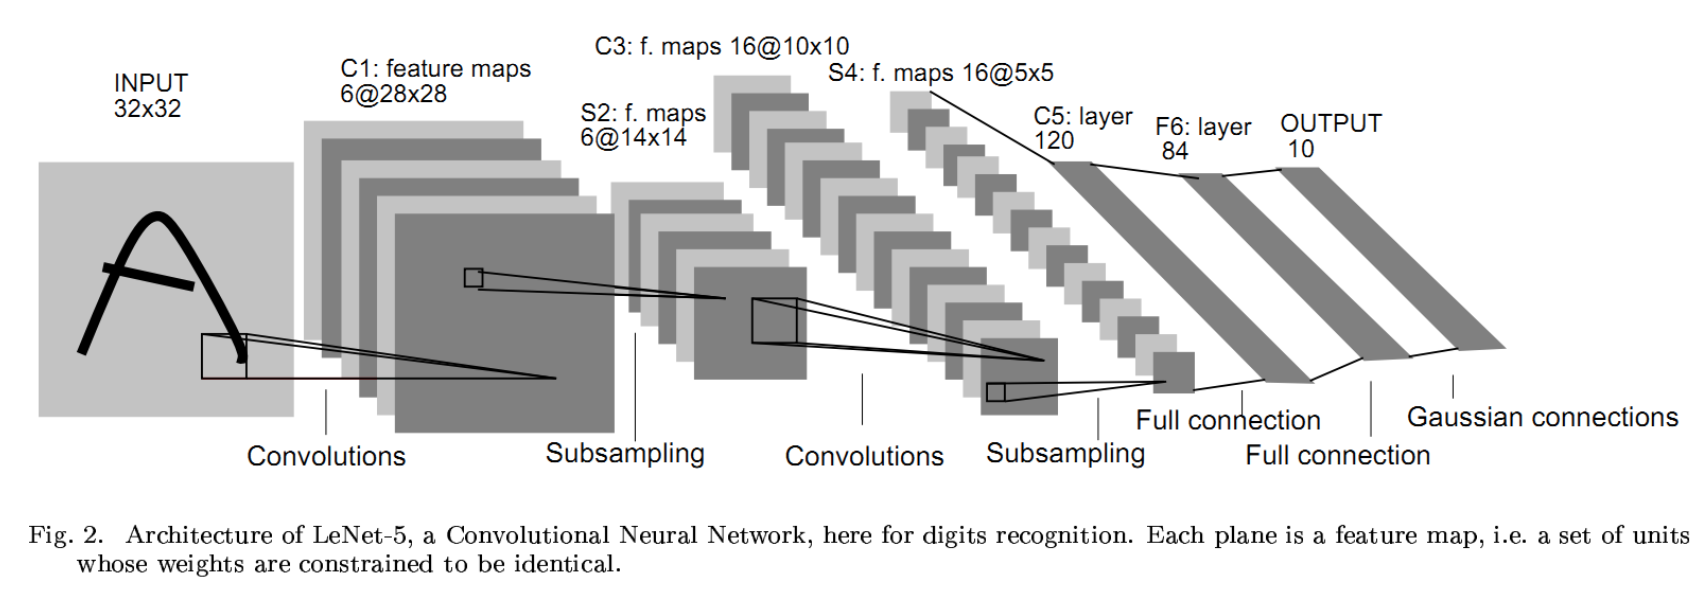 INPUT
32x32
C1: feature maps
6@28x28
C3: f. maps 16@10x10
S2: f. maps
6@14x14
S4: f. maps 16@5x5
C5: layer
120
F6: layer
84
OUTPUT
10
Convolutions
Subsampling
Convolutions
Subsampling
Full connection
Full connection
Gaussian connections
Fig. 2. Architecture of LeNet-5, a Convolutional Neural Network, here for digits recognition. Each plane is a feature map, i.e. a set of units
whose weights are constrained to be identical.